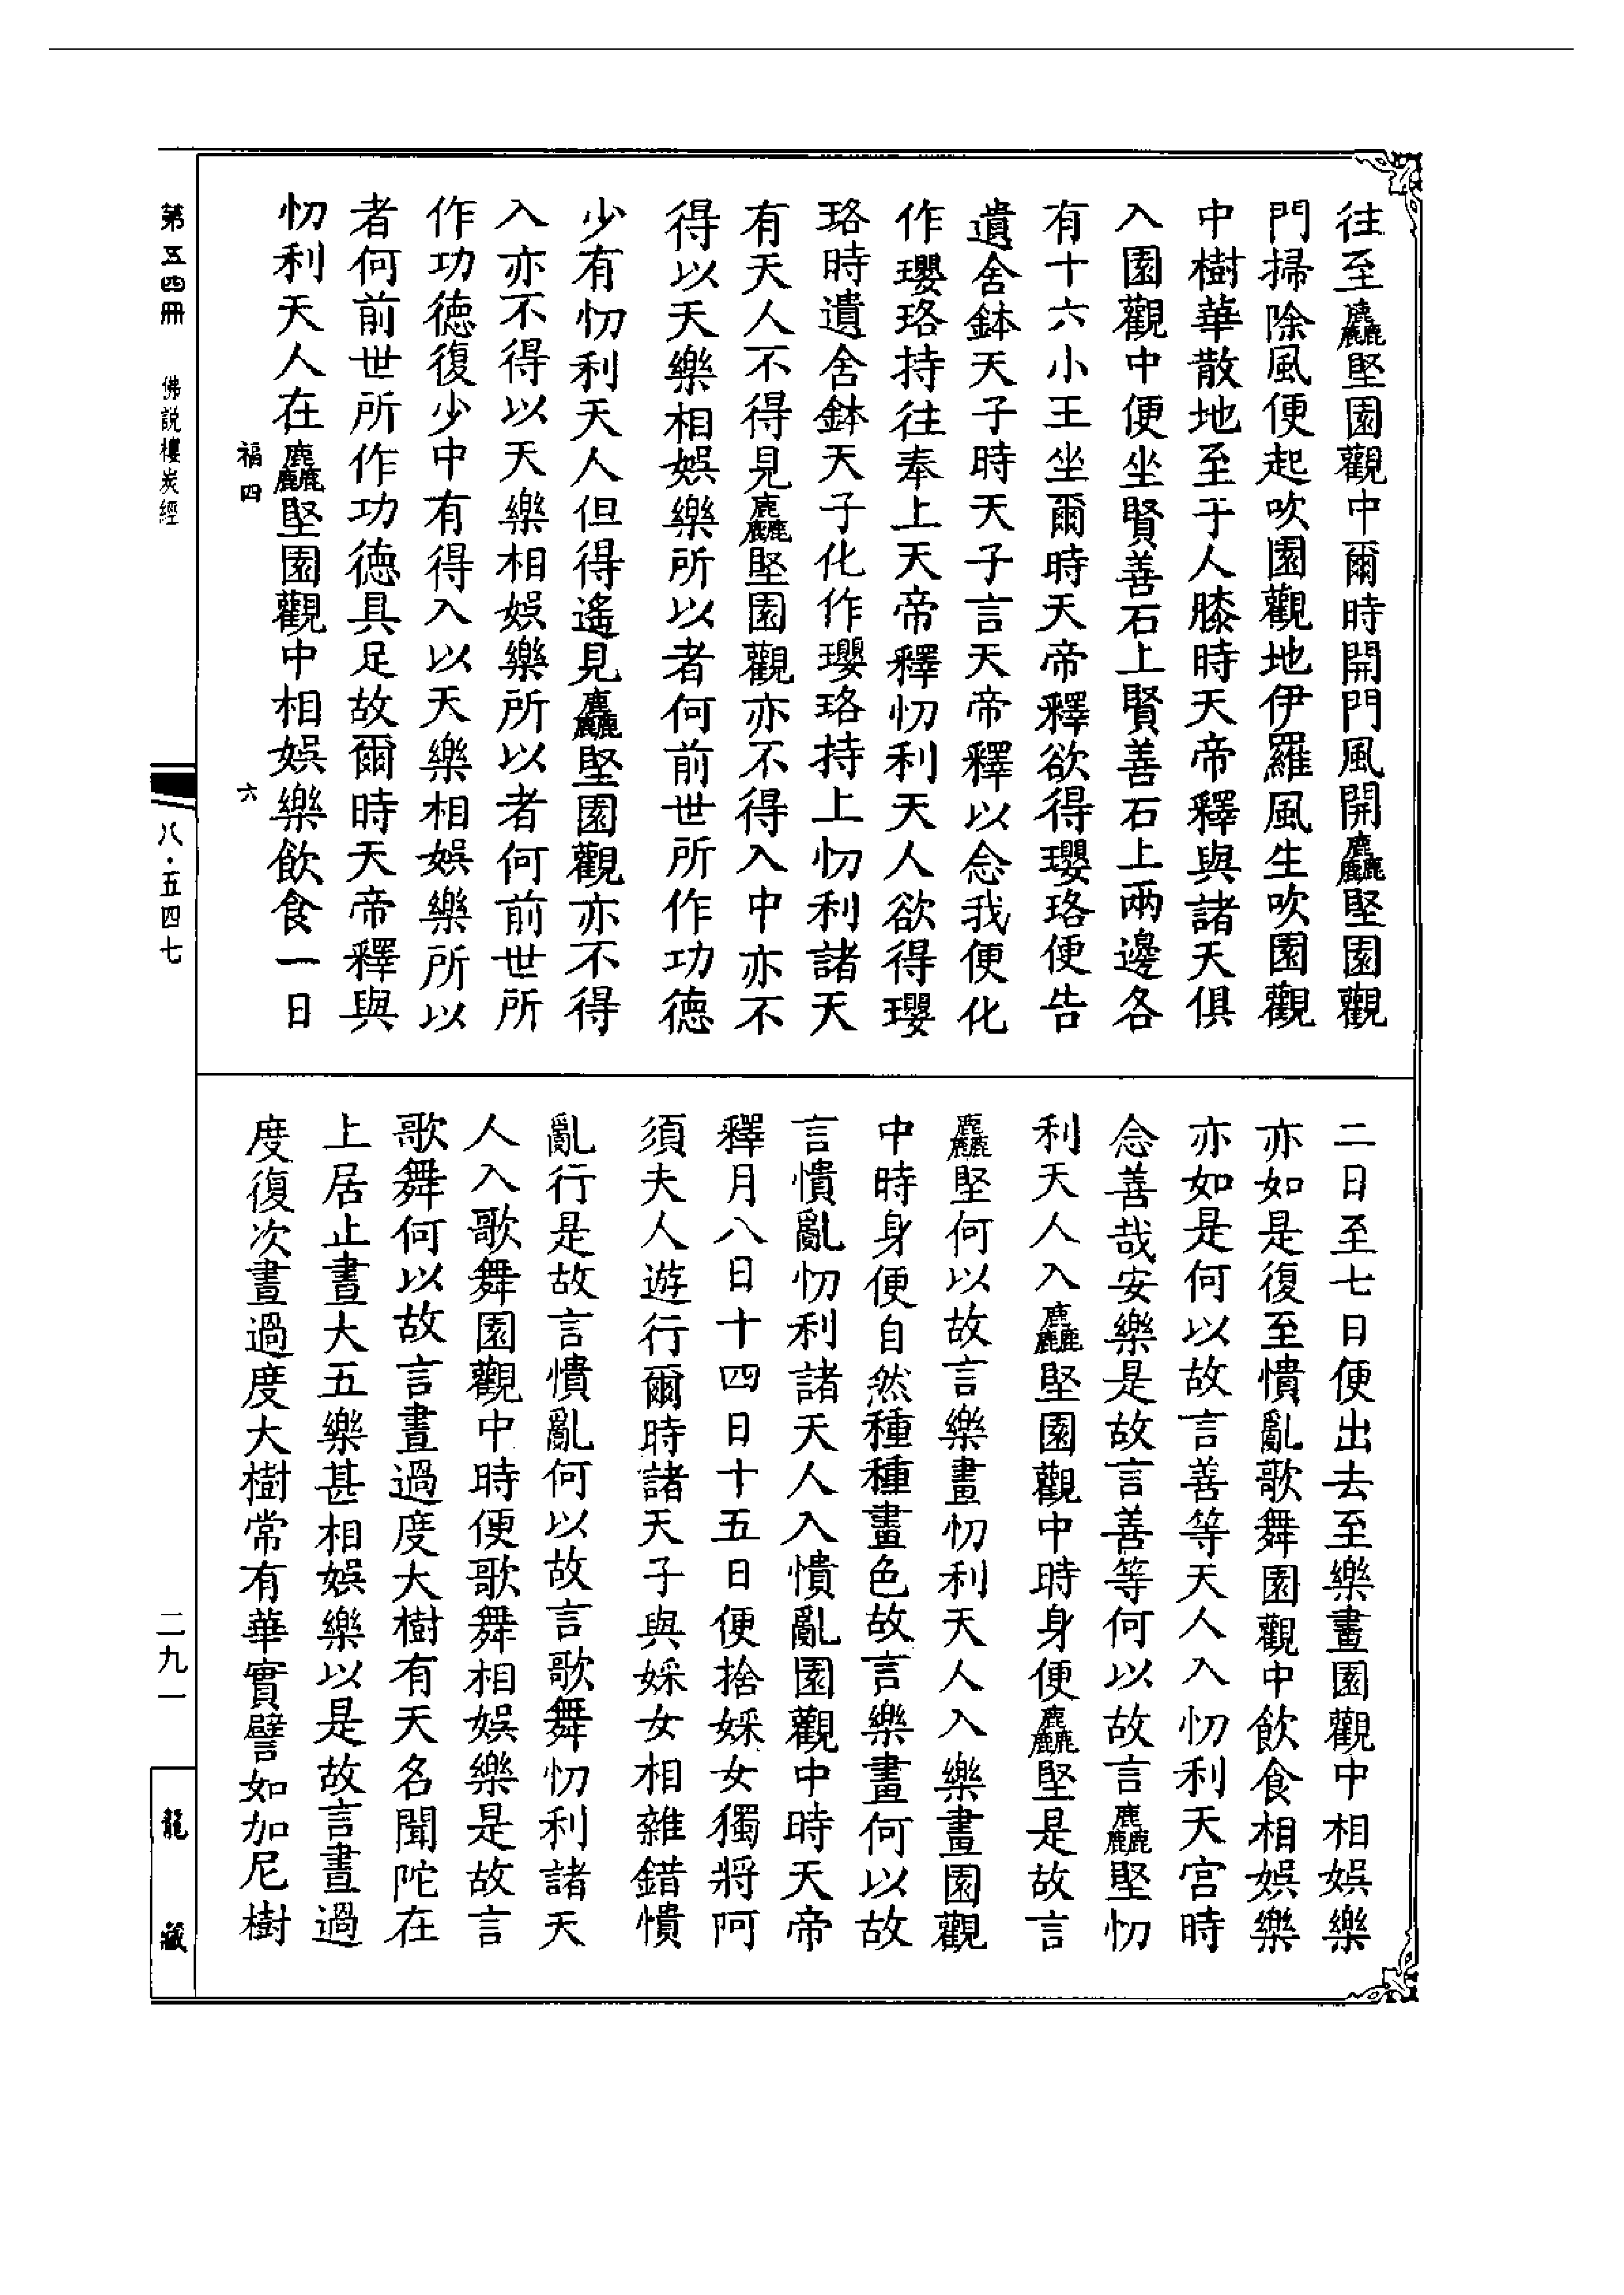 往至麤堅園觀中爾時開門風開麤堅園觀
門掃除風便起吹園觀地伊羅風生吹園觀
中樹華散地至于人膝時天帝釋與諸天俱
入園觀中便坐賢善石上賢善石上兩邊各
有十六小王坐爾時天帝釋欲得瓔珞便告
遺舍鉢天子時天子言天帝釋以念我便化
作瓔珞持往奉上天帝釋忉利天人欲得瓔
珞時遺舍鉢天子化作瓔珞持上忉利諸天
有天人不得見麤堅園觀亦不得入中亦不
得以天樂相娛樂所以者何前世所作功德
少有忉利天人但得遙見麤堅園觀亦不得
入亦不得以天樂相娛樂所以者何前世所
作功德復少中有得入以天樂相娛樂所以
者何前世所作功德具足故爾時天帝釋與
忉利天人在麤堅園觀中相娛樂飲食一日
福四 六
二日至七日便出去至樂畫園觀中相娛樂
亦如是復至憒亂歌舞園觀中飲食相娛樂
亦如是何以故言善等天人入忉利天宮時
念善哉安樂是故言善等何以故言麤堅忉
利天人入麤堅園觀中時身便麤堅是故言
麤堅何以故言樂畫忉利天人入樂畫園觀
中時身便自然種種畫色故言樂畫何以故
言憒亂忉利諸天人入憒亂園觀中時天帝
釋月八日十四日十五日便捨婇女獨將阿
須夫人遊行爾時諸天子與婇女相雜錯憒
亂行是故言憒亂何以故言歌舞忉利諸天
人入歌舞園觀中時便歌舞相娛樂是故言
歌舞何以故言晝過度大樹有天名聞陀在
上居止晝大五樂甚相娛樂以是故言晝過
度復次晝過度大樹常有華實譬如加尼樹
第五四冊 佛説樓炭經
八·五四七
二九一
龍藏